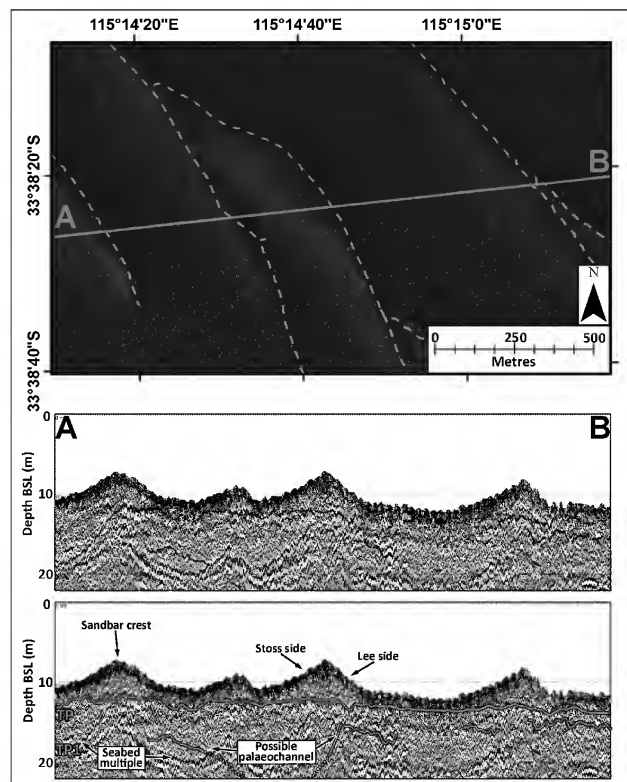 115°14'20"E 115°14'40"E 115°15'0"E
33°38'20"S
33°38'40"S
A
B
N
0 250 500
Metres
A
B
Depth BSL (m)
0
10
20
Depth BSL (m)
0
10
20
Sandbar crest
Stoss side
Lee side
Seabed
multiple
Possible
palaeochannel